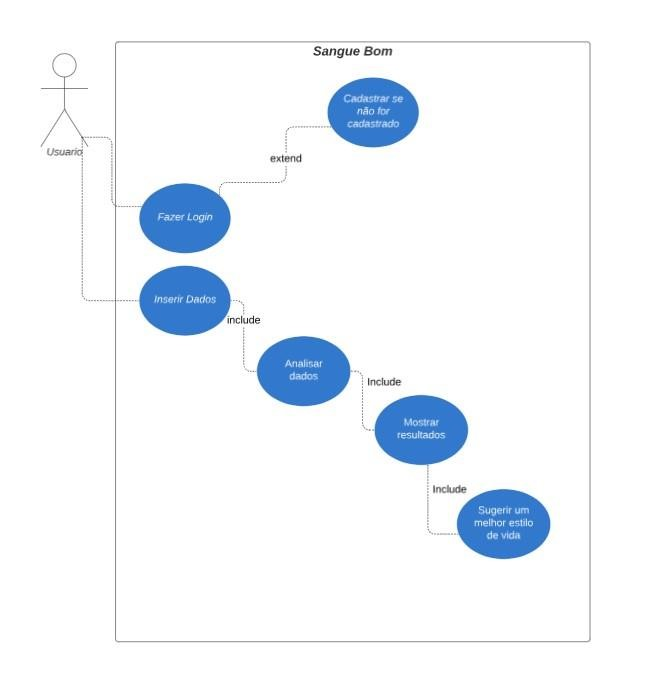 Sangue Bom
Cadastrar se
não for
cadastrado
Usuario
extend
Fazer Login
Inserir Dados
include
Analisar
dados
Include
Mostrar
resultados
Include
Sugerir um
melhor estilo
de vida